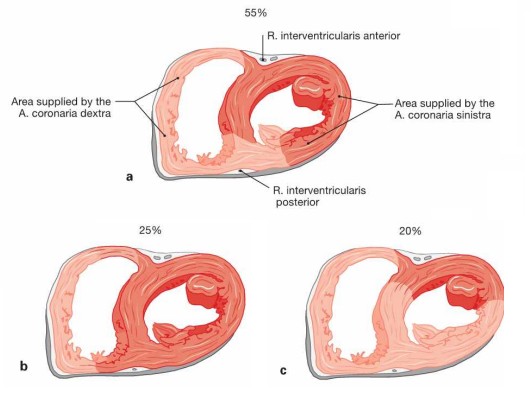 55%
R. interventricularis anterior
Area supplied by the
A. coronaria dextra
Area supplied by the
A. coronaria sinistra
a
R. interventricularis
posterior
25%
20%
b
c